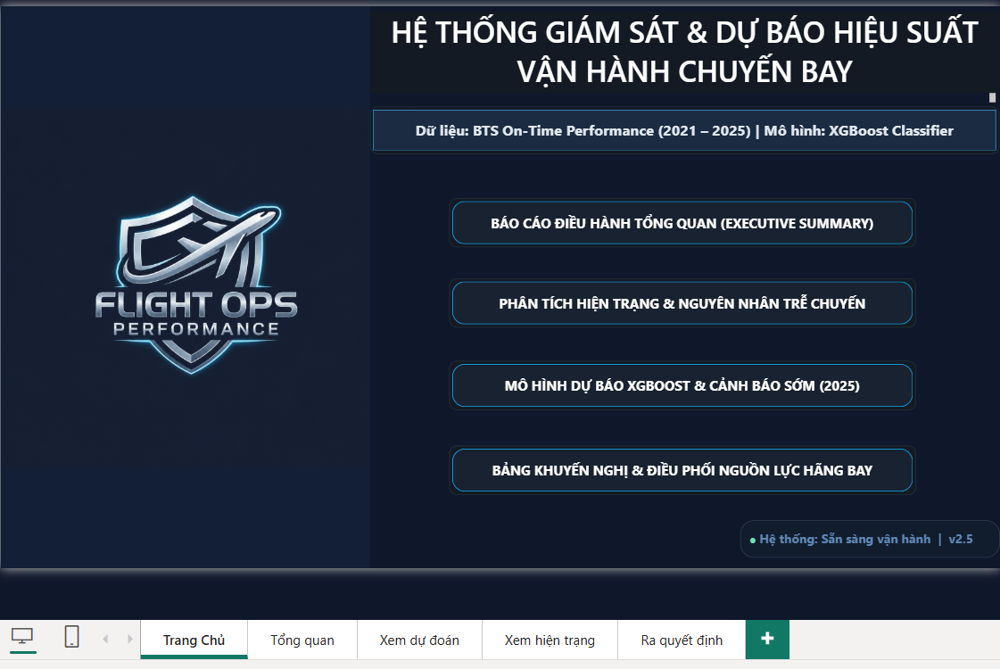 HỆ THỐNG GIÁM SÁT & DỰ BÁO HIỆU SUẤT
VẬN HÀNH CHUYẾN BAY
Dữ liệu: BTS On-Time Performance (2021 – 2025) | Mô hình: XGBoost Classifier
FLIGHT OPS
PERFORMANCE
BÁO CÁO ĐIỀU HÀNH TỔNG QUAN (EXECUTIVE SUMMARY)
PHÂN TÍCH HIỆN TRẠNG & NGUYÊN NHÂN TRỄ CHUYẾN
MÔ HÌNH DỰ BÁO XGBOOST & CẢNH BÁO SỚM (2025)
BẢNG KHUYẾN NGHỊ & ĐIỀU PHỐI NGUỒN LỰC HÃNG BAY
● Hệ thống: Sẵn sàng vận hành | v2.5
Trang Chủ
Tổng quan
Xem dự đoán
Xem hiện trạng
Ra quyết định